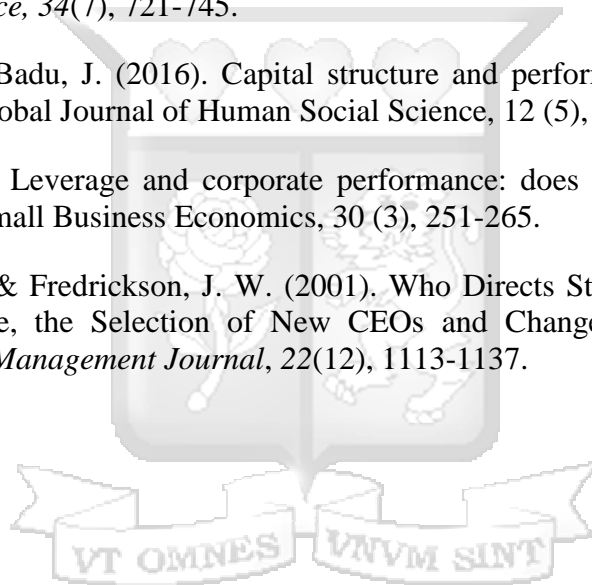 ce, 34(7), 721-745.
Badu, J. (2016). Capital structure and perform
obal Journal of Human Social Science, 12 (5),
Leverage and corporate performance: does
mall Business Economics, 30 (3), 251-265.
& Fredrickson, J. W. (2001). Who Directs St
e, the Selection of New CEOs and Change
Management Journal, 22(12), 1113-1137.
VT OMNES VNVM SINT